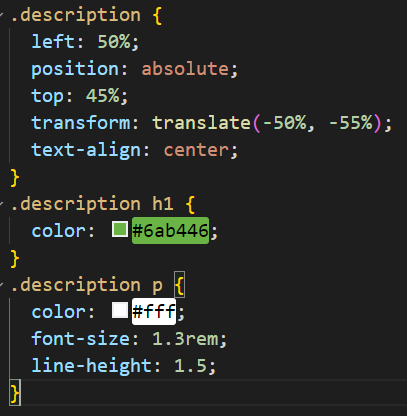 .description {
  left: 50%;
  position: absolute;
  top: 45%;
  transform: translate(-50%, -55%);
  text-align: center;
}
.description h1 {
  color: #6ab446;
}
.description p {
  color: #fff;
  font-size: 1.3rem;
  line-height: 1.5;
}